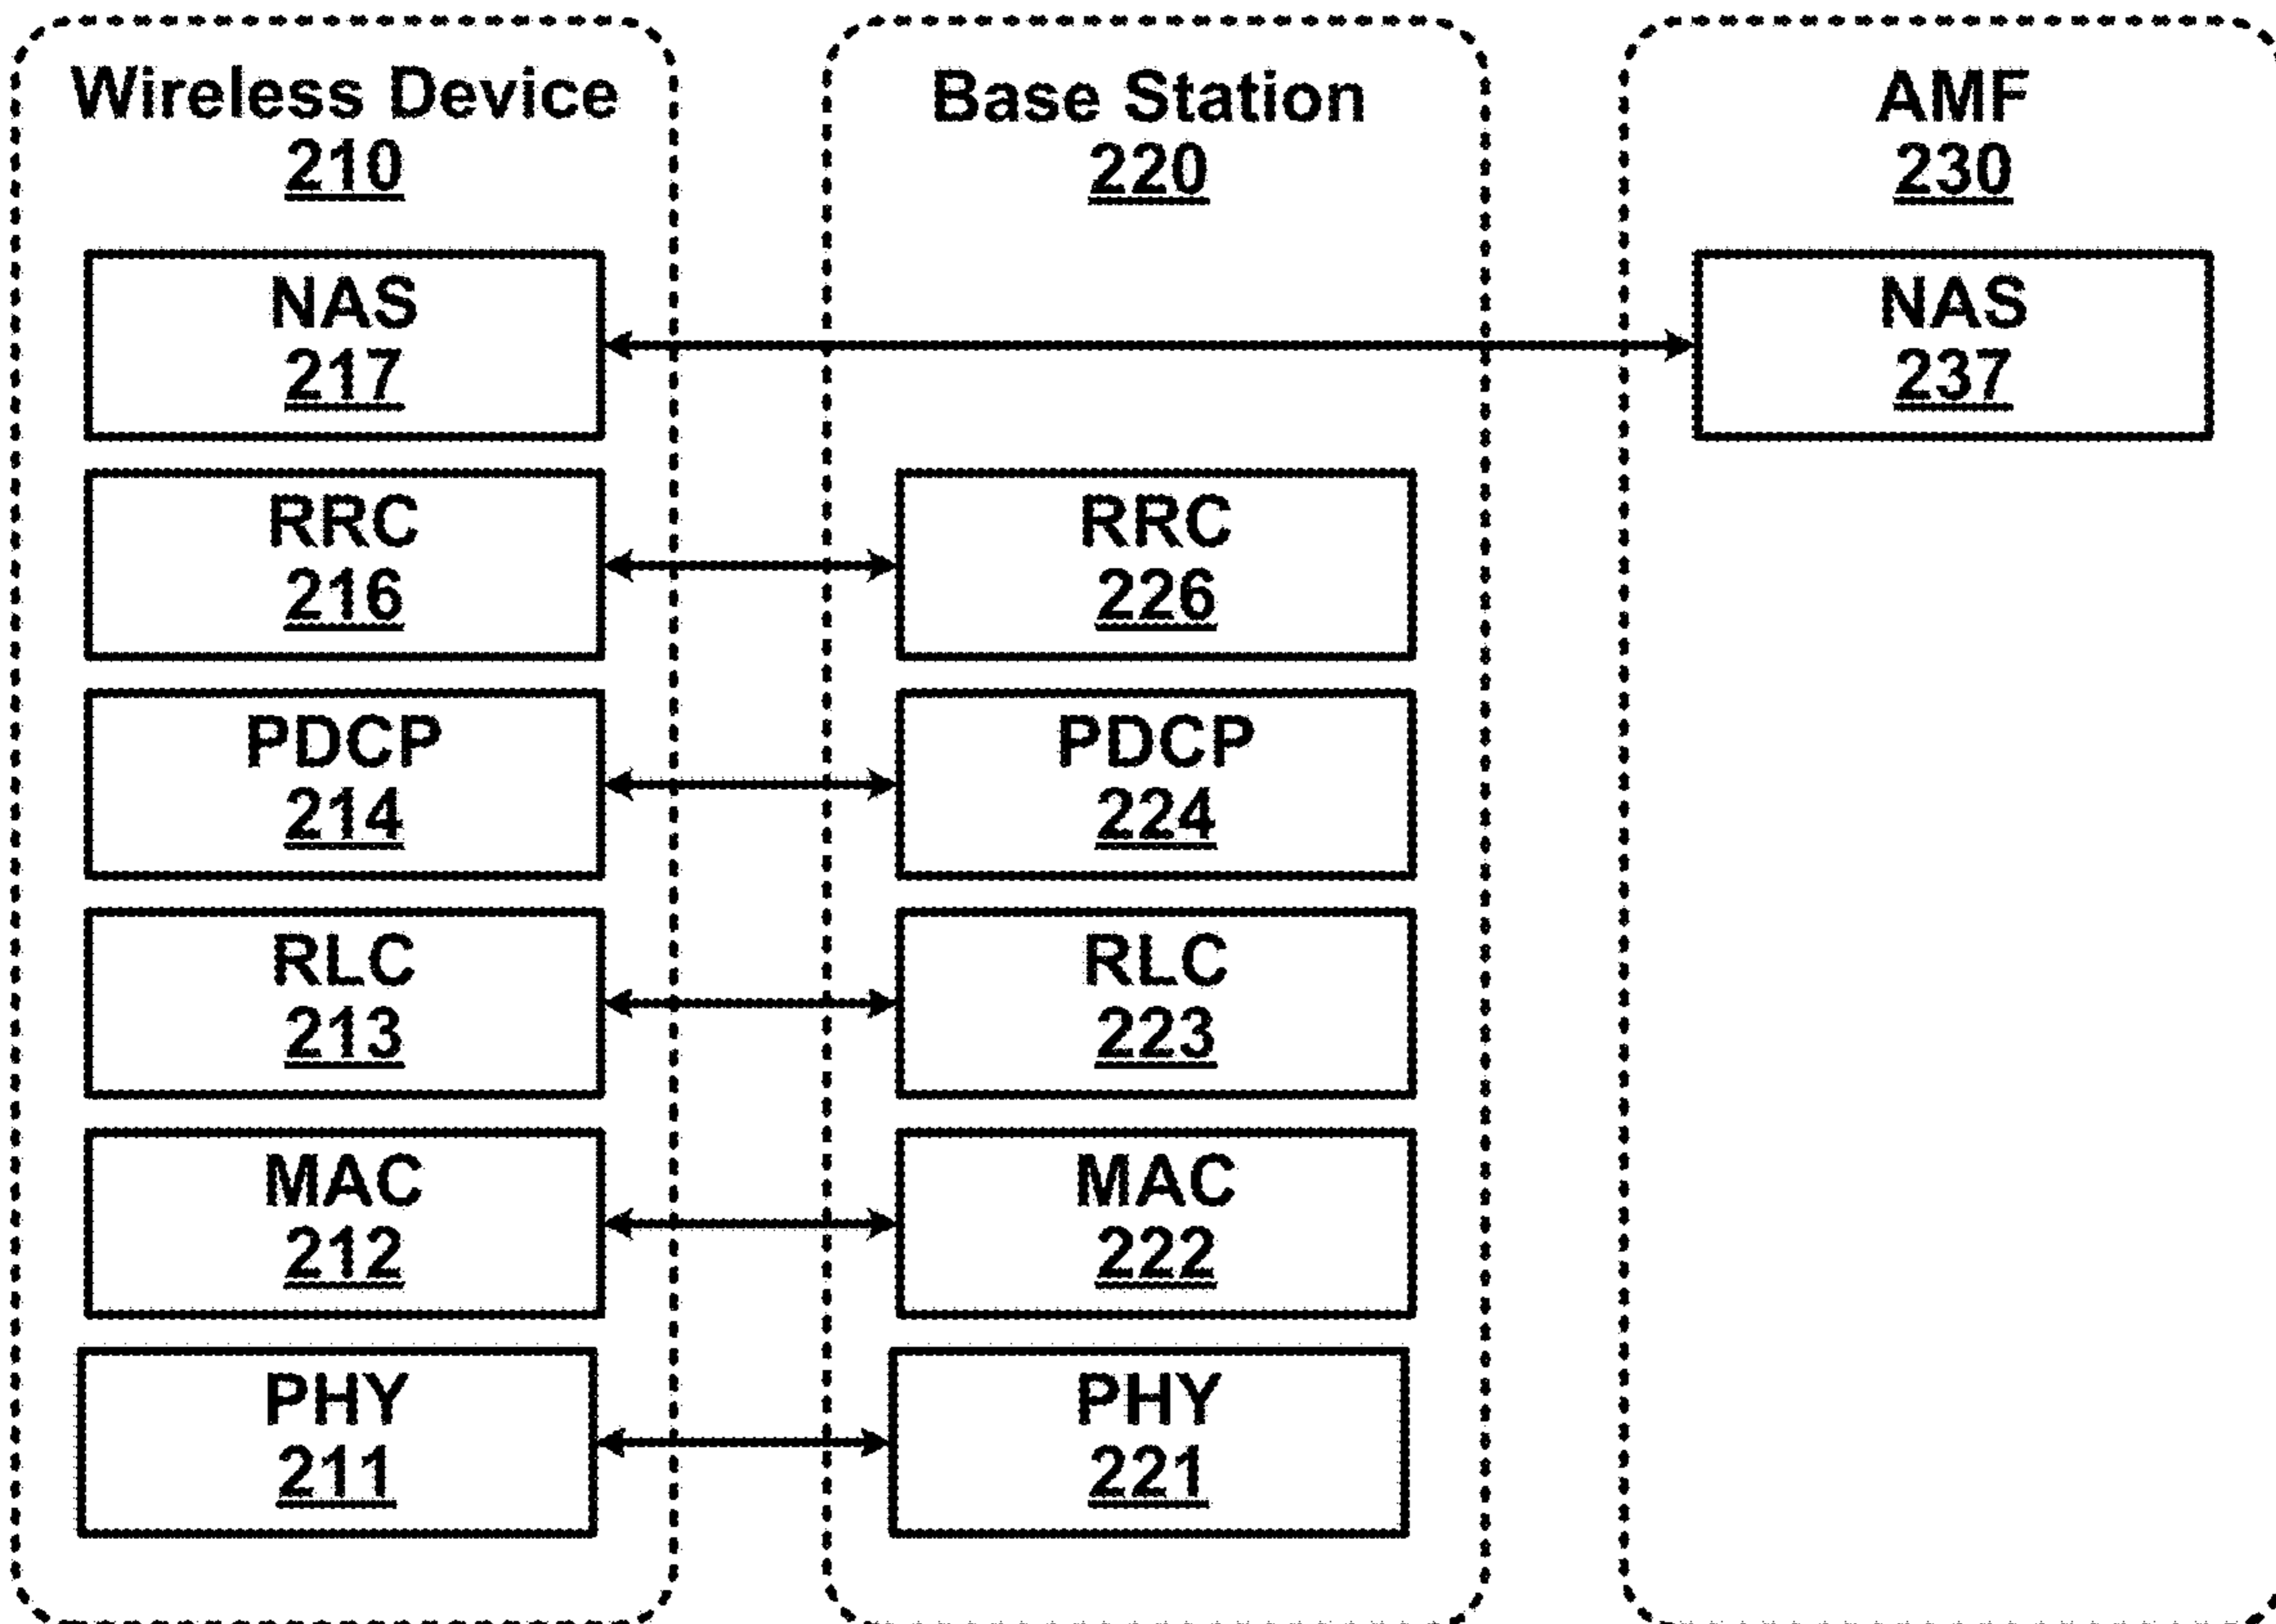 Wireless Device
210
Base Station
220
AMF
230
NAS
217
NAS
237
RRC
216
RRC
226
PDCP
214
PDCP
224
RLC
213
RLC
223
MAC
212
MAC
222
PHY
211
PHY
221